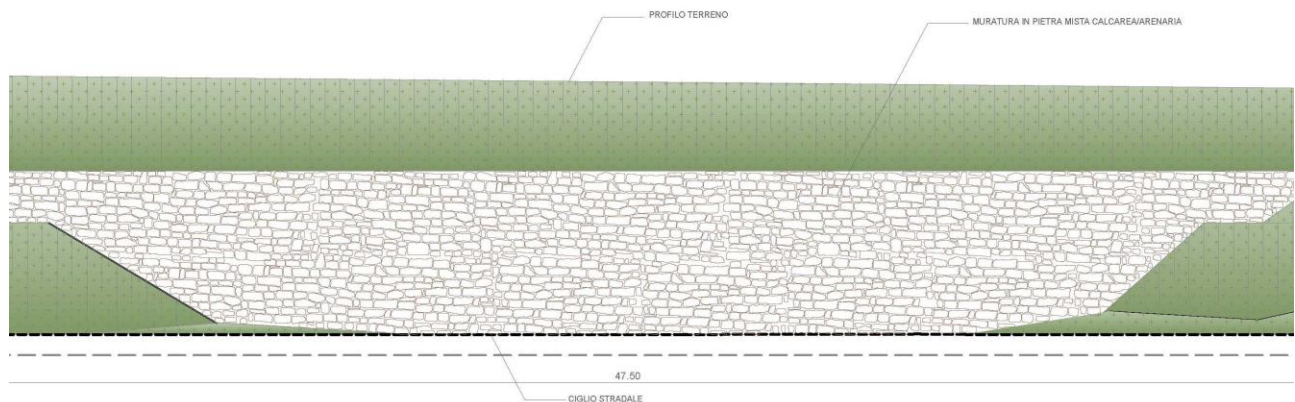 PROFILO TERRENO
MURATURA IN PIETRA MISTA CALCAREA/ARENARIA
47.50
CIGLIO STRADALE